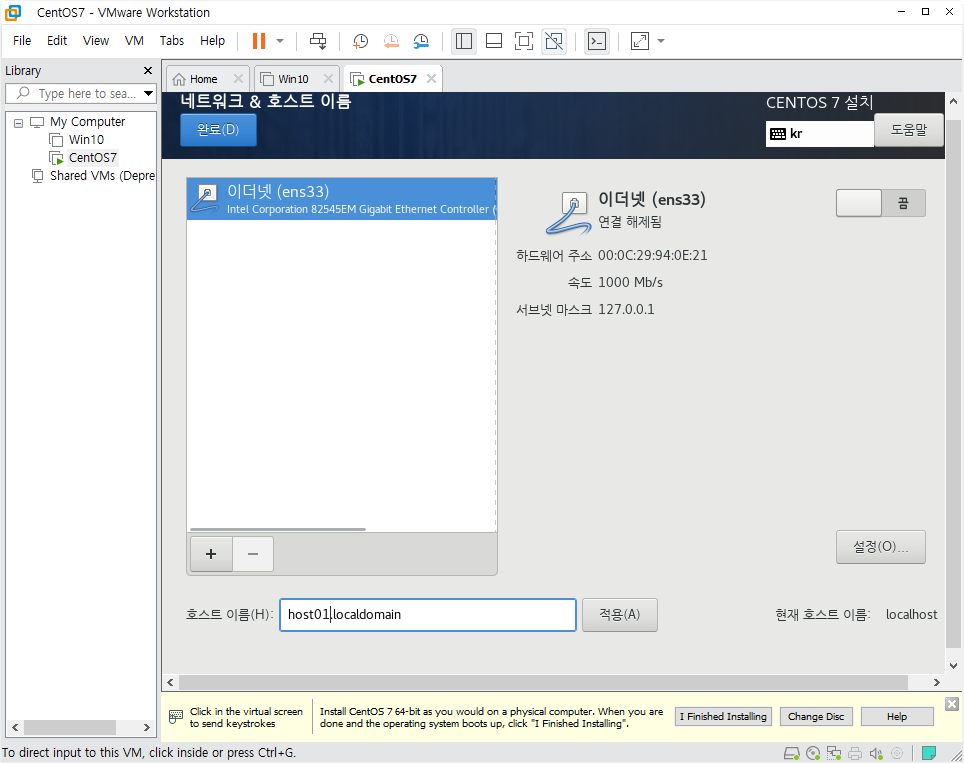 CentOS7 - VMware Workstation
File Edit View VM Tabs Help
Library
Type here to sea...
My Computer
Win10
CentOS7
Shared VMs (Depre
Home Win10 CentOS7
네트워크 & 호스트 이름
CENTOS 7 설치
완료(D)
kr
도움말
이더넷 (ens33)
Intel Corporation 82545EM Gigabit Ethernet Controller (
이더넷 (ens33)
연결 해제됨
끔
하드웨어 주소 00:0C:29:94:0E:21
속도 1000 Mb/s
서브넷 마스크 127.0.0.1
+ −
설정(O)...
호스트 이름(H): host01.localdomain 적용(A) 현재 호스트 이름: localhost
Click in the virtual screen
to send keystrokes
Install CentOS 7 64-bit as you would on a physical computer. When you are
done and the operating system boots up, click "I Finished Installing".
I Finished Installing Change Disc Help
To direct input to this VM, click inside or press Ctrl+G.